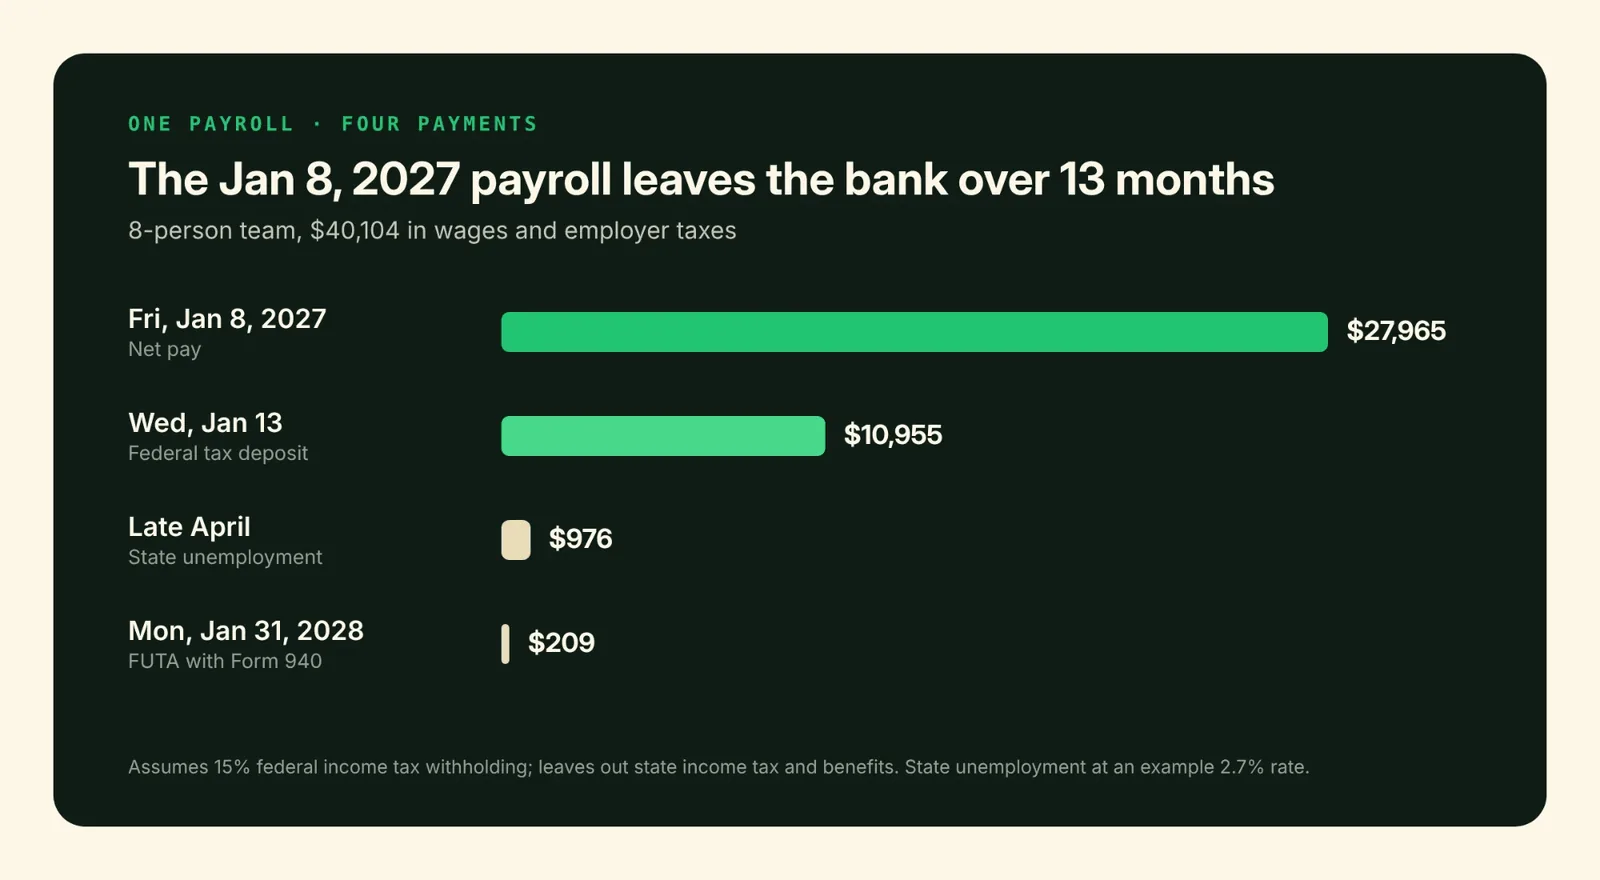 ONE PAYROLL · FOUR PAYMENTS
The Jan 8, 2027 payroll leaves the bank over 13 months
8-person team, $40,104 in wages and employer taxes
Fri, Jan 8, 2027
Net pay
$27,965
Wed, Jan 13
Federal tax deposit
$10,955
Late April
State unemployment
$976
Mon, Jan 31, 2028
FUTA with Form 940
$209
Assumes 15% federal income tax withholding; leaves out state income tax and benefits. State unemployment at an example 2.7% rate.